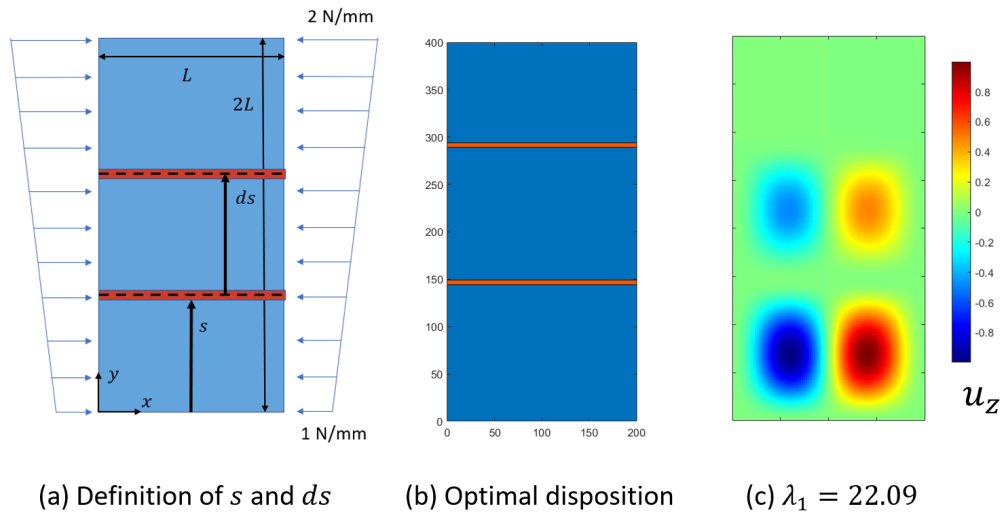 2 N/mm
L
2L
ds
s
y
x
1 N/mm
400
350
300
250
200
150
100
50
0
0 50 100 150 200
0.8
0.6
0.4
0.2
0
-0.2
-0.4
-0.6
-0.8
u_z
(a) Definition of s and ds
(b) Optimal disposition
(c) λ₁ = 22.09